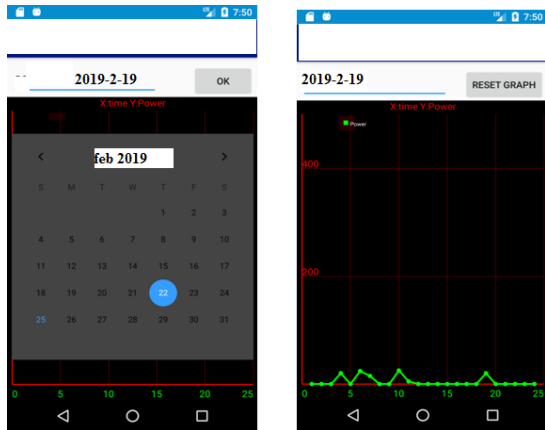 LTE 7:50
2019-2-19
OK
X:time Y:Power
< feb 2019 >
S M T W T F S
1 2 3
4 5 6 7 8 9 10
11 12 13 14 15 16 17
18 19 20 21 22 23 24
25 26 27 28 29 30 31
0 5 10 15 20 25
7:50
2019-2-19
RESET GRAPH
X:time Y:Power
Power
400
200
0 5 10 15 20 25